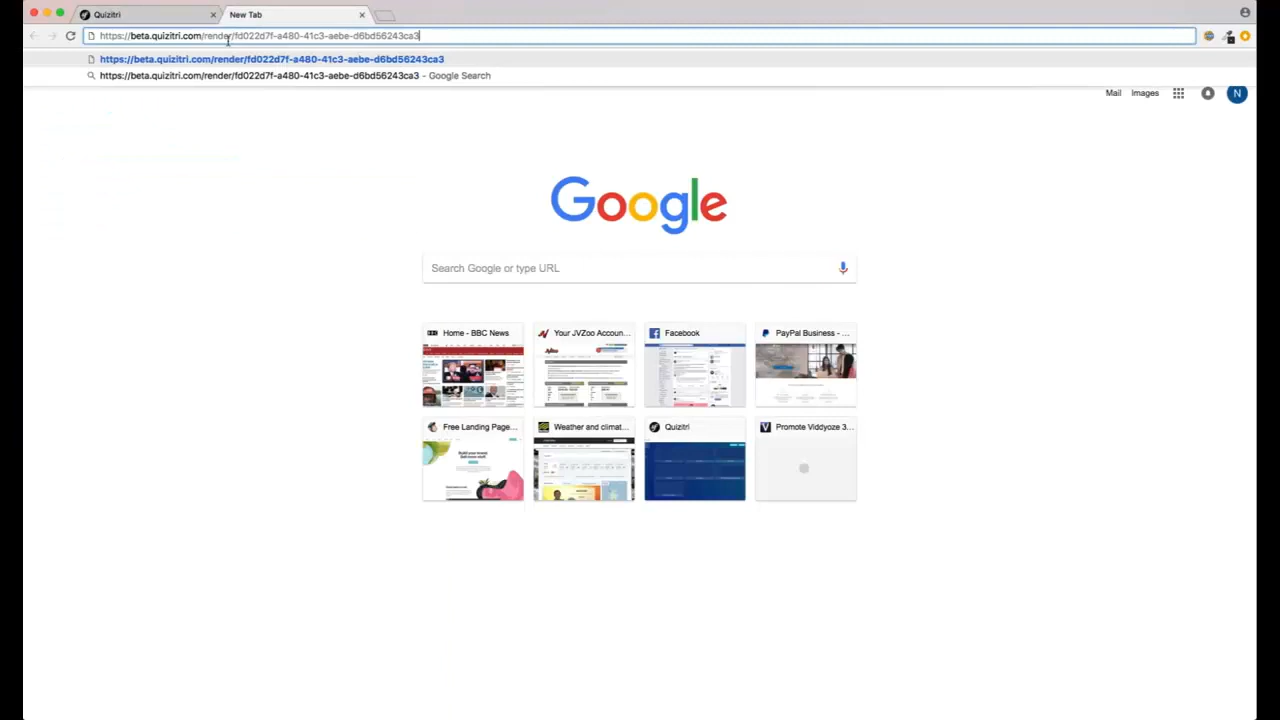 Quizitri
New Tab
https://beta.quizitri.com/render/fd022d7f-a480-41c3-aebe-d6bd56243ca3
https://beta.quizitri.com/render/fd022d7f-a480-41c3-aebe-d6bd56243ca3
https://beta.quizitri.com/render/fd022d7f-a480-41c3-aebe-d6bd56243ca3 - Google Search
Mail Images N
Google
Search Google or type URL
Home - BBC News
Your JVZoo Accoun...
Facebook
PayPal Business - ...
Free Landing Page...
Weather and climat...
Quizitri
Promote Viddyoze 3...